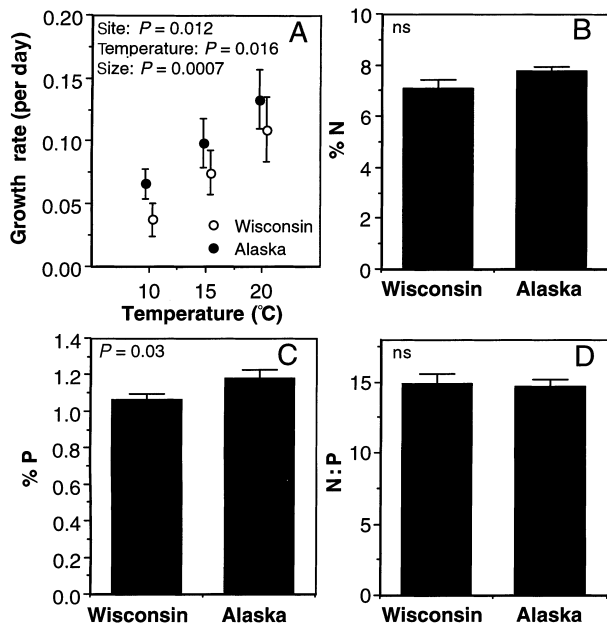 A
Site: P = 0.012
Temperature: P = 0.016
Size: P = 0.0007
Growth rate (per day)
0.20
0.15
0.10
0.05
0.00
Wisconsin
Alaska
10 15 20
Temperature (°C)
B
ns
% N
10
8
6
4
2
0
Wisconsin Alaska
C
P = 0.03
% P
1.4
1.2
1.0
0.8
0.6
0.4
0.2
0.0
Wisconsin Alaska
D
ns
N:P
15
10
5
0
Wisconsin Alaska